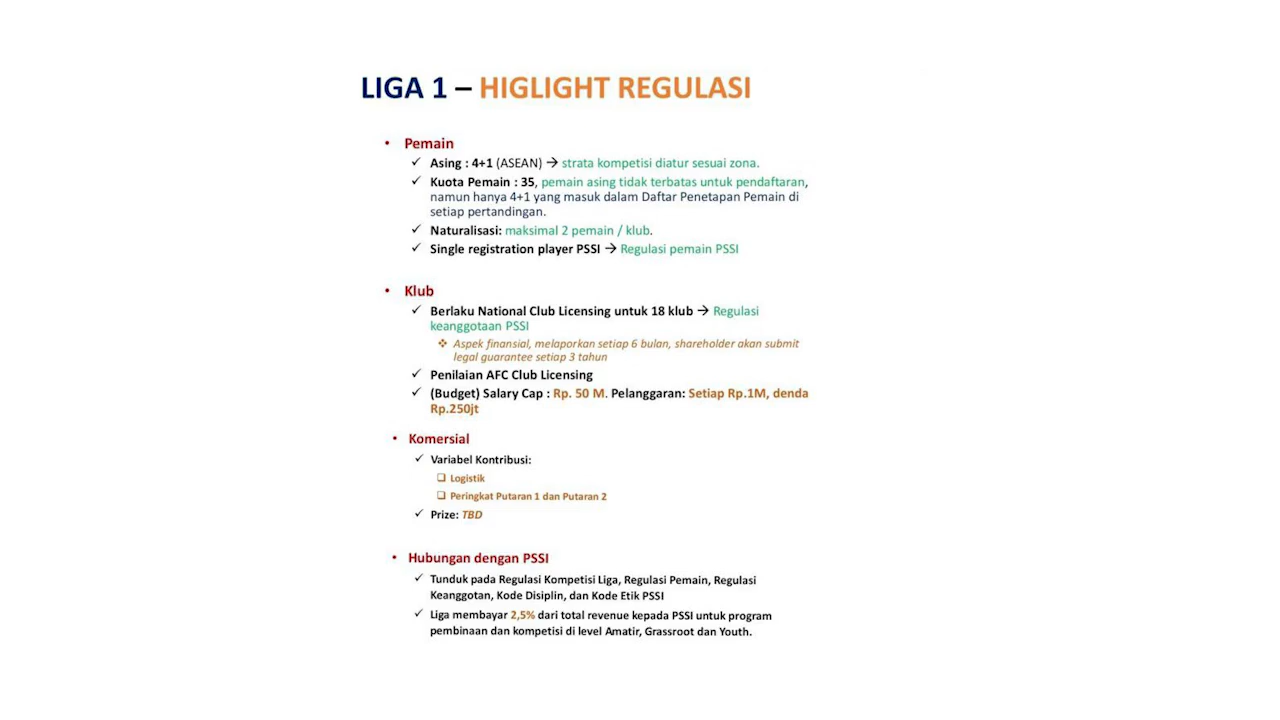 LIGA 1 – HIGLIGHT REGULASI
• Pemain
✓ Asing : 4+1 (ASEAN) → strata kompetisi diatur sesuai zona.
✓ Kuota Pemain : 35, pemain asing tidak terbatas untuk pendaftaran,
namun hanya 4+1 yang masuk dalam Daftar Penetapan Pemain di
setiap pertandingan.
✓ Naturalisasi: maksimal 2 pemain / klub.
✓ Single registration player PSSI → Regulasi pemain PSSI
• Klub
✓ Berlaku National Club Licensing untuk 18 klub → Regulasi
keanggotaan PSSI
❖ Aspek finansial, melaporkan setiap 6 bulan, shareholder akan submit
legal guarantee setiap 3 tahun
✓ Penilaian AFC Club Licensing
✓ (Budget) Salary Cap : Rp. 50 M. Pelanggaran: Setiap Rp.1M, denda
Rp.250jt
• Komersial
✓ Variabel Kontribusi:
❑ Logistik
❑ Peringkat Putaran 1 dan Putaran 2
✓ Prize: TBD
• Hubungan dengan PSSI
✓ Tunduk pada Regulasi Kompetisi Liga, Regulasi Pemain, Regulasi
Keanggotan, Kode Disiplin, dan Kode Etik PSSI
✓ Liga membayar 2,5% dari total revenue kepada PSSI untuk program
pembinaan dan kompetisi di level Amatir, Grassroot dan Youth.